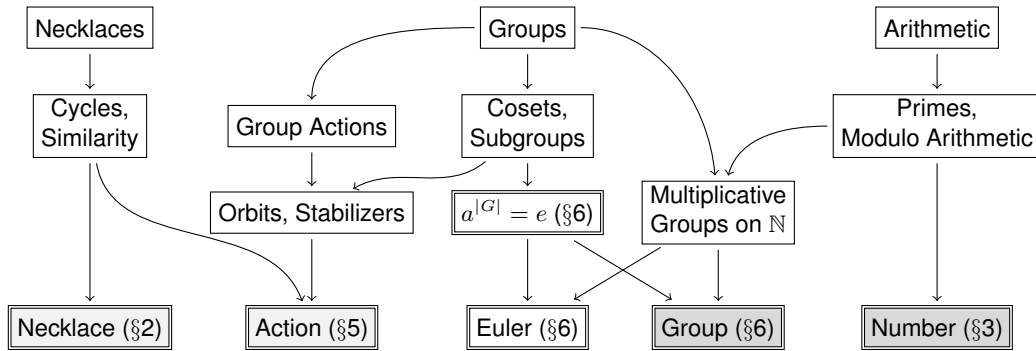 Necklaces
Groups
Arithmetic
Cycles,
Similarity
Group Actions
Cosets,
Subgroups
Primes,
Modulo Arithmetic
Orbits, Stabilizers
a^{|G|} = e (§6)
Multiplicative
Groups on ℕ
Necklace (§2)
Action (§5)
Euler (§6)
Group (§6)
Number (§3)